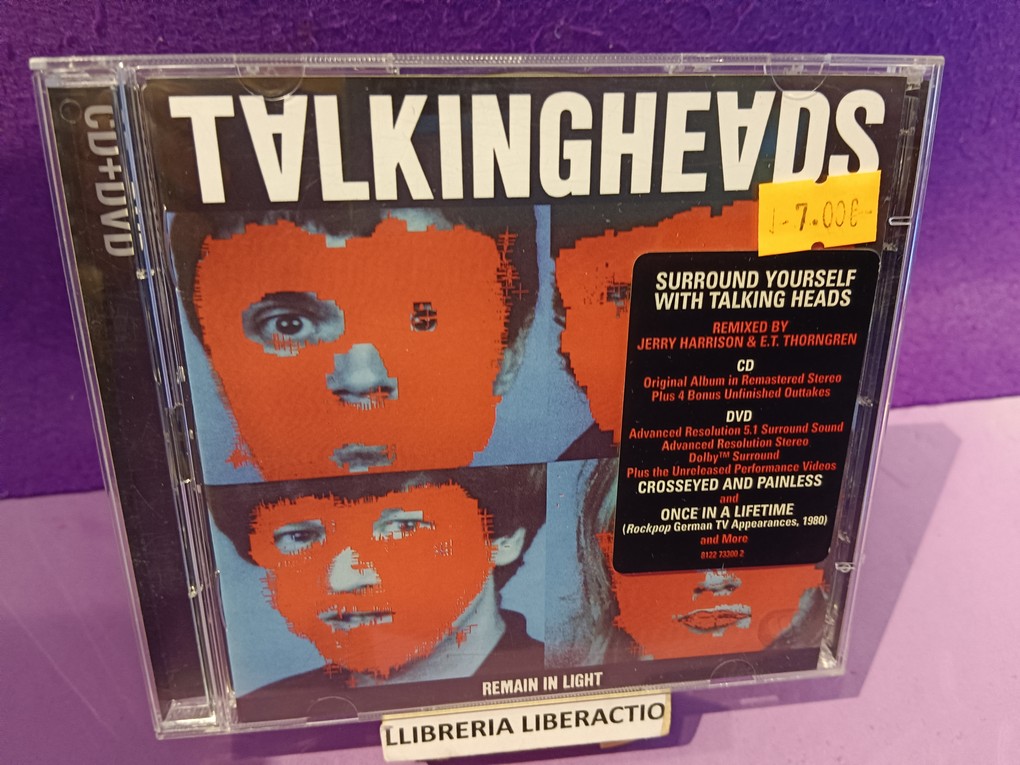 CD+DVD
TALKINGHEADS
-7.00€-
SURROUND YOURSELF
WITH TALKING HEADS
REMIXED BY
JERRY HARRISON & E.T. THORNGREN
CD
Original Album in Remastered Stereo
Plus 4 Bonus Unfinished Outtakes
DVD
Advanced Resolution 5.1 Surround Sound
Advanced Resolution Stereo
Dolby™ Surround
Plus the Unreleased Performance Videos
CROSSEYED AND PAINLESS
and
ONCE IN A LIFETIME
(Rockpop German TV Appearances, 1980)
and More
8122 73300 2
REMAIN IN LIGHT
LLIBRERIA LIBERACTIO